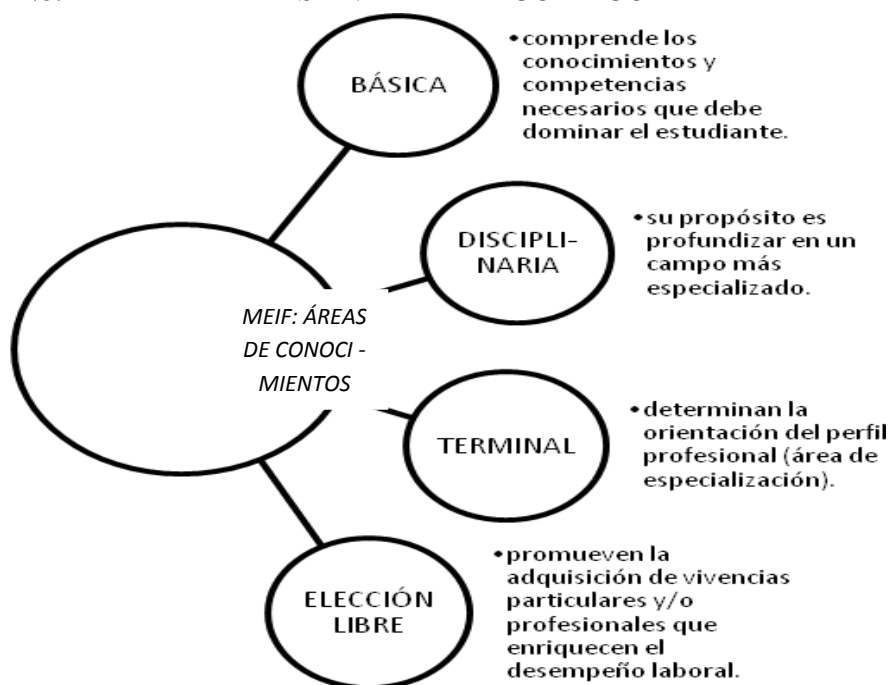 BÁSICA
•comprende los
conocimientos y
competencias
necesarios que debe
dominar el estudiante.
DISCIPLI-
NARIA
•su propósito es
profundizar en un
campo más
especializado.
MEIF: ÁREAS
DE CONOCI -
MIENTOS
TERMINAL
•determinan la
orientación del perfil
profesional (área de
especialización).
ELECCIÓN
LIBRE
•promueven la
adquisición de vivencias
particulares y/o
profesionales que
enriquecen el
desempeño laboral.